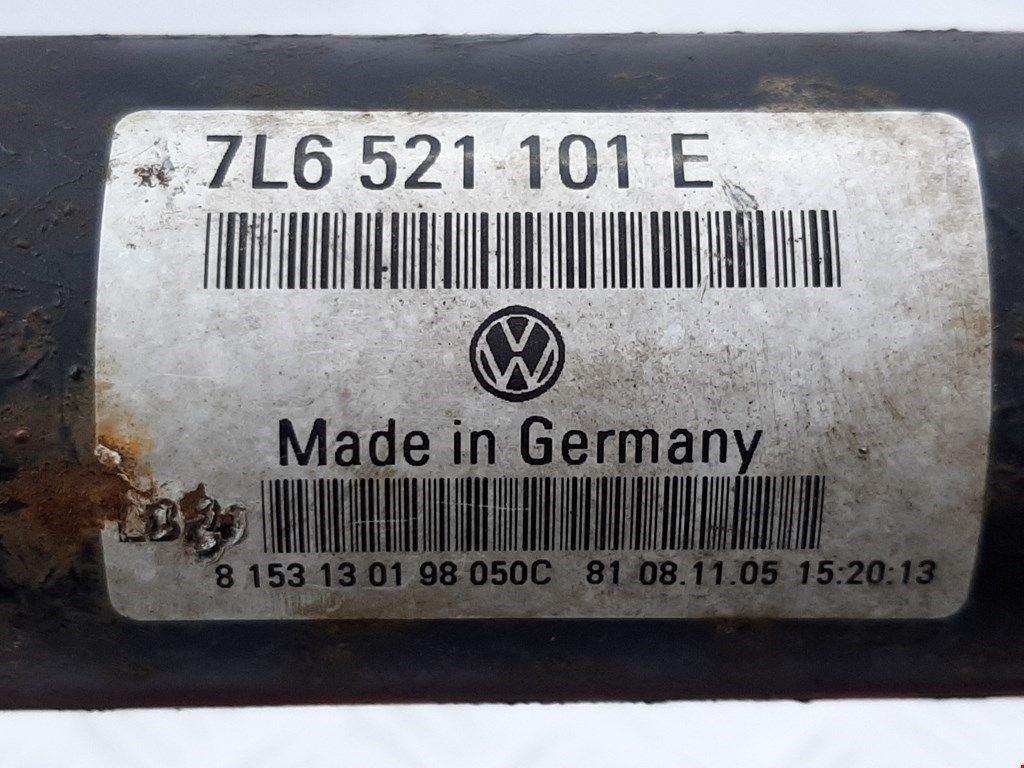 7L6 521 101 E
Made in Germany
8 153 13 01 98 050C 81 08.11.05 15:20:13